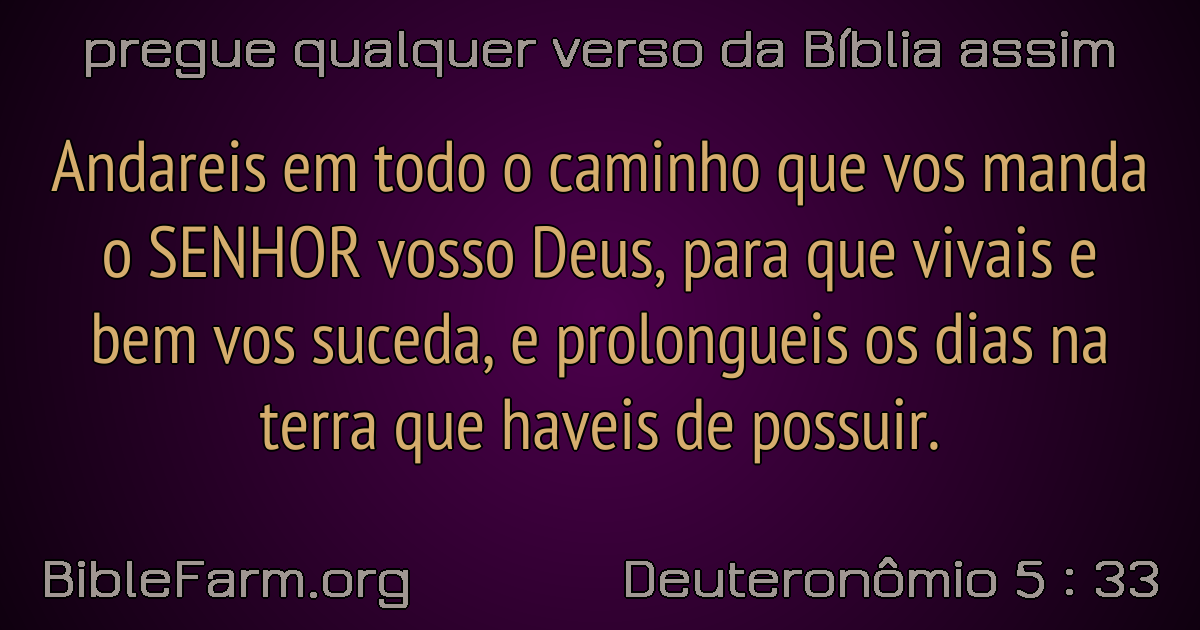 pregue qualquer verso da Bíblia assim
Andareis em todo o caminho que vos manda
o SENHOR vosso Deus, para que vivais e
bem vos suceda, e prolongueis os dias na
terra que haveis de possuir.
BibleFarm.org
Deuteronômio 5 : 33